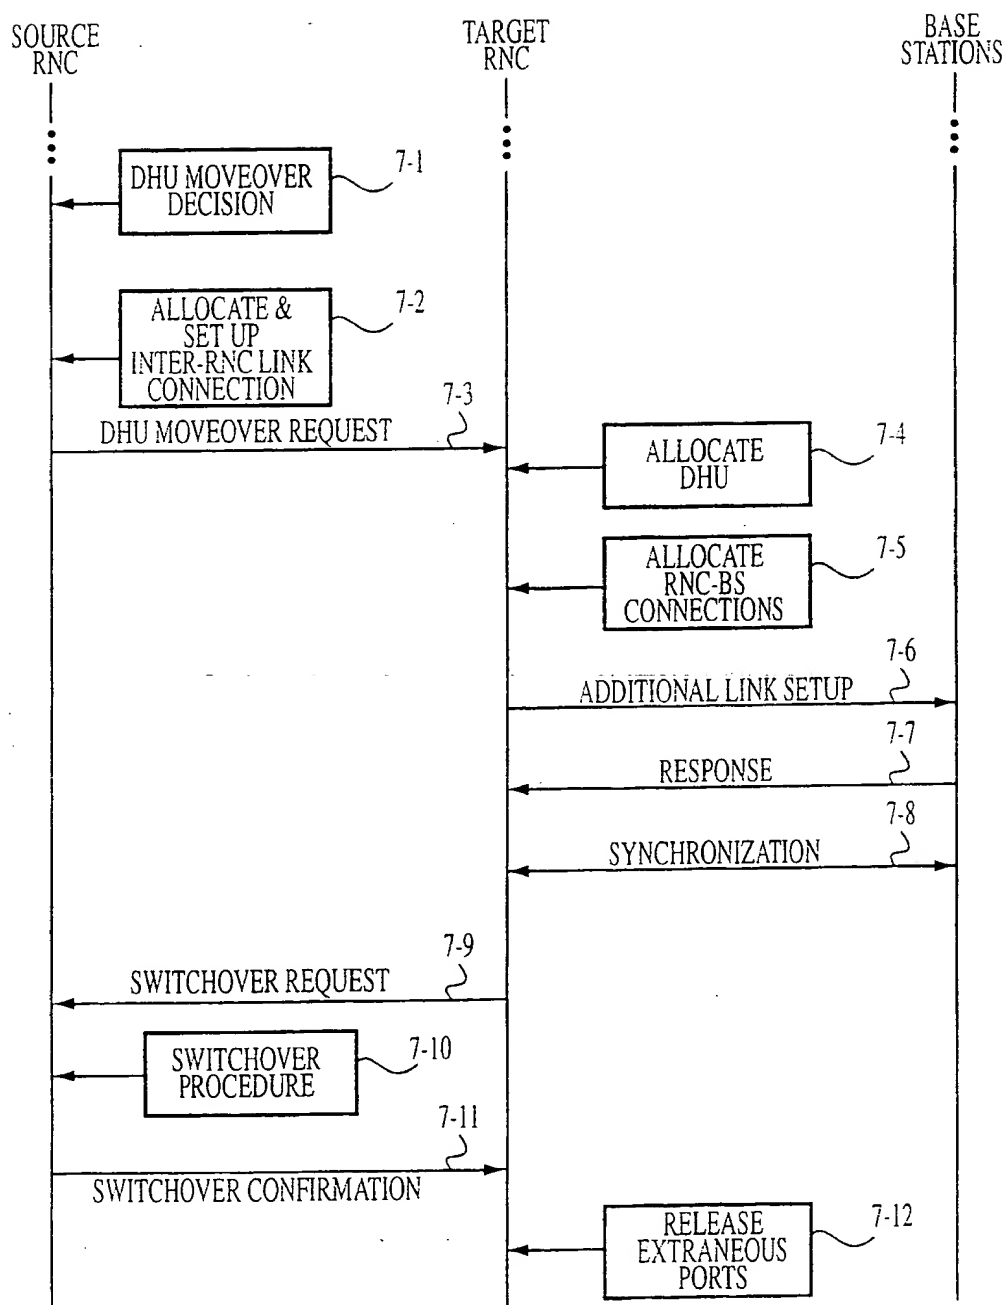 SOURCE
RNC
TARGET
RNC
BASE
STATIONS
DHU MOVEOVER
DECISION
7-1
ALLOCATE &
SET UP
INTER-RNC LINK
CONNECTION
7-2
DHU MOVEOVER REQUEST
7-3
ALLOCATE
DHU
7-4
ALLOCATE
RNC-BS
CONNECTIONS
7-5
ADDITIONAL LINK SETUP
7-6
RESPONSE
7-7
SYNCHRONIZATION
7-8
SWITCHOVER REQUEST
7-9
SWITCHOVER
PROCEDURE
7-10
7-11
SWITCHOVER CONFIRMATION
RELEASE
EXTRANEOUS
PORTS
7-12